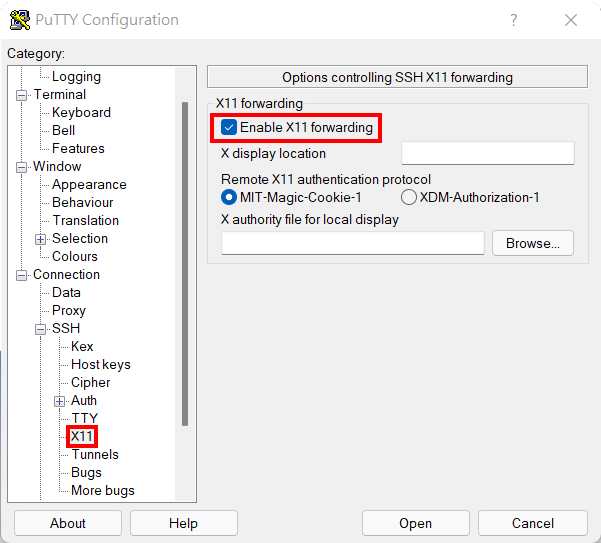 PuTTY Configuration
?
Category:
Logging
Terminal
Keyboard
Bell
Features
Window
Appearance
Behaviour
Translation
Selection
Colours
Connection
Data
Proxy
SSH
Kex
Host keys
Cipher
Auth
TTY
X11
Tunnels
Bugs
More bugs
Options controlling SSH X11 forwarding
X11 forwarding
Enable X11 forwarding
X display location
Remote X11 authentication protocol
MIT-Magic-Cookie-1 XDM-Authorization-1
X authority file for local display
Browse...
About Help Open Cancel